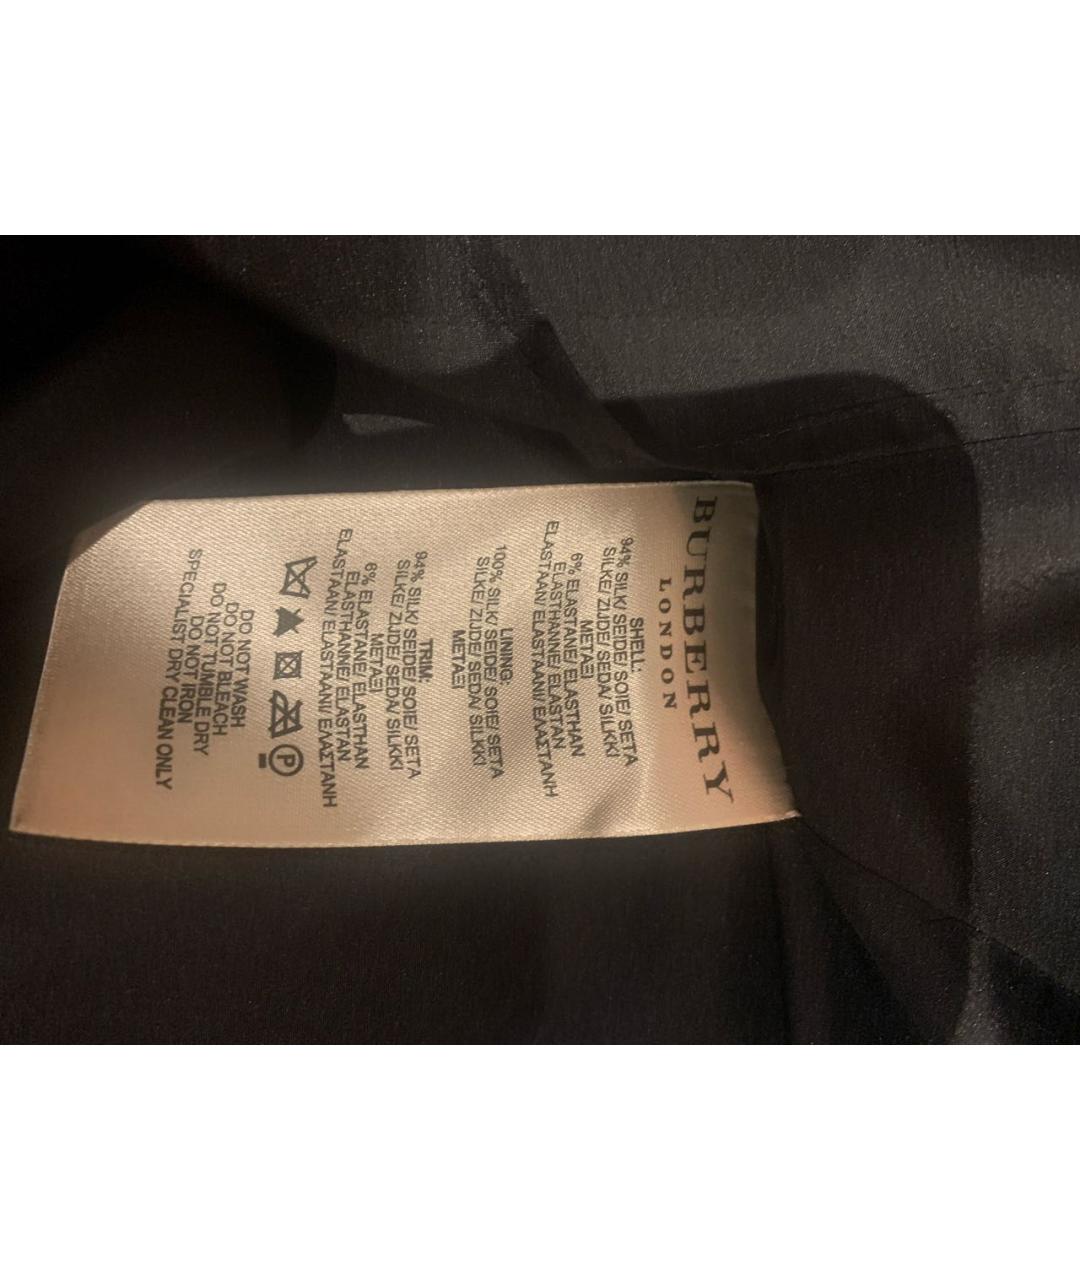 BURBERRY
LONDON
SHELL:
94% SILK/ SEIDE/ SOIE/ SETA
SILKE/ ZIJDE/ SEDA/ SILKKI
ΜΕΤΑΞΙ
6% ELASTANE/ ELASTHAN
ELASTHANNE/ ELASTAN
ELASTAAN/ ELASTAANI/ ΕΛΑΣΤΑΝΗ
LINING:
100% SILK/ SEIDE/ SOIE/ SETA
SILKE/ ZIJDE/ SEDA/ SILKKI
ΜΕΤΑΞΙ
TRIM:
94% SILK/ SEIDE/ SOIE/ SETA
SILKE/ ZIJDE/ SEDA/ SILKKI
ΜΕΤΑΞΙ
6% ELASTANE/ ELASTHAN
ELASTHANNE/ ELASTAN
ELASTAAN/ ELASTAANI/ ΕΛΑΣΤΑΝΗ
P
DO NOT WASH
DO NOT BLEACH
DO NOT TUMBLE DRY
DO NOT IRON
SPECIALIST DRY CLEAN ONLY